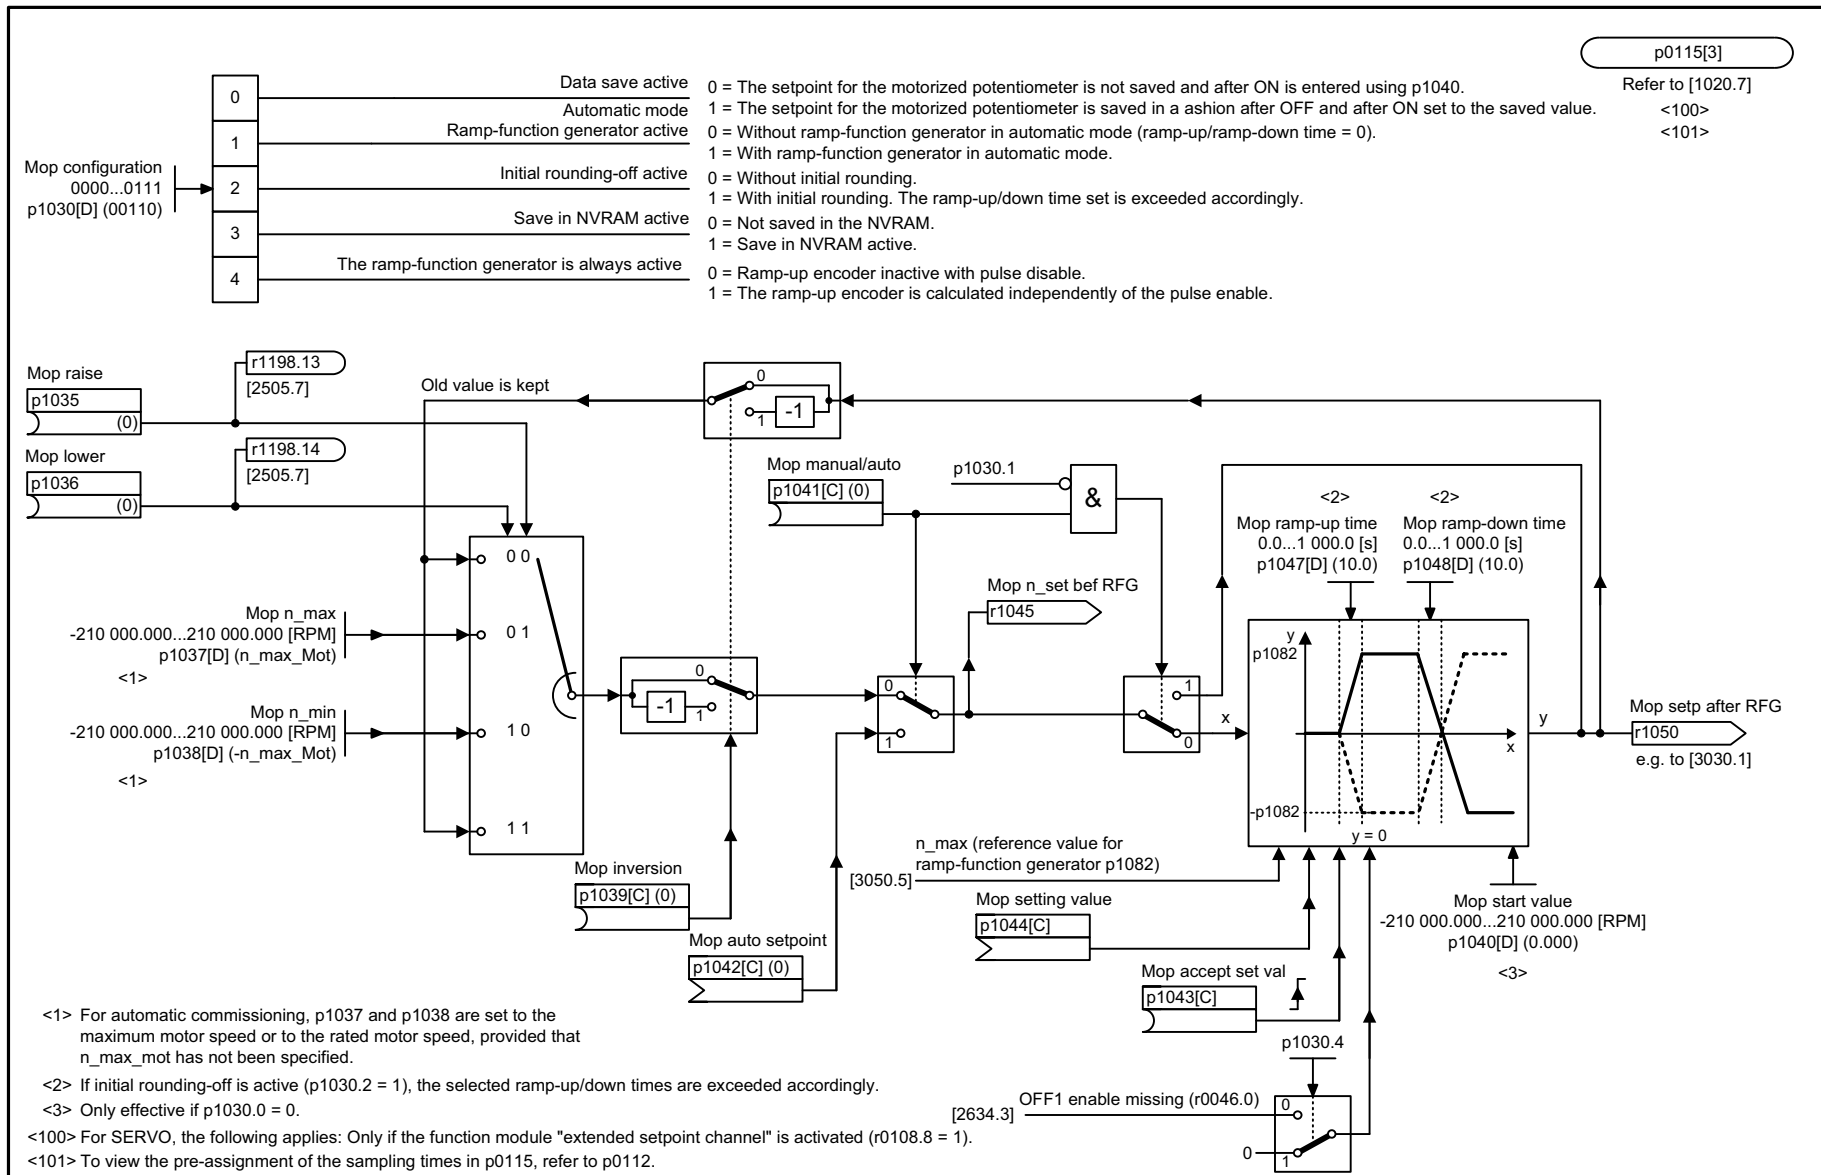 p0115[3]
Refer to [1020.7]
<100>
<101>
Mop configuration
0000...0111
p1030[D] (00110)
0
1
2
3
4
Data save active
0 = The setpoint for the motorized potentiometer is not saved and after ON is entered using p1040.
Automatic mode
1 = The setpoint for the motorized potentiometer is saved in a ashion after OFF and after ON set to the saved value.
Ramp-function generator active
0 = Without ramp-function generator in automatic mode (ramp-up/ramp-down time = 0).
1 = With ramp-function generator in automatic mode.
Initial rounding-off active
0 = Without initial rounding.
1 = With initial rounding. The ramp-up/down time set is exceeded accordingly.
Save in NVRAM active
0 = Not saved in the NVRAM.
1 = Save in NVRAM active.
The ramp-function generator is always active
0 = Ramp-up encoder inactive with pulse disable.
1 = The ramp-up encoder is calculated independently of the pulse enable.
Mop raise
p1035
(0)
r1198.13
[2505.7]
Mop lower
p1036
(0)
r1198.14
[2505.7]
Old value is kept
0
1
-1
Mop manual/auto
p1041[C] (0)
p1030.1
&
<2>
Mop ramp-up time
0.0...1 000.0 [s]
p1047[D] (10.0)
<2>
Mop ramp-down time
0.0...1 000.0 [s]
p1048[D] (10.0)
0 0
0 1
1 0
1 1
Mop n_max
-210 000.000...210 000.000 [RPM]
p1037[D] (n_max_Mot)
<1>
Mop n_min
-210 000.000...210 000.000 [RPM]
p1038[D] (-n_max_Mot)
<1>
-1
0
1
0
1
Mop n_set bef RFG
r1045
1
0
x
y
p1082
x
-p1082
y = 0
y
Mop setp after RFG
r1050
e.g. to [3030.1]
n_max (reference value for
ramp-function generator p1082)
[3050.5]
Mop inversion
p1039[C] (0)
Mop auto setpoint
p1042[C] (0)
Mop setting value
p1044[C]
Mop accept set val
p1043[C]
Mop start value
-210 000.000...210 000.000 [RPM]
p1040[D] (0.000)
<3>
p1030.4
OFF1 enable missing (r0046.0)
[2634.3]
0
0
1
<1> For automatic commissioning, p1037 and p1038 are set to the
maximum motor speed or to the rated motor speed, provided that
n_max_mot has not been specified.
<2> If initial rounding-off is active (p1030.2 = 1), the selected ramp-up/down times are exceeded accordingly.
<3> Only effective if p1030.0 = 0.
<100> For SERVO, the following applies: Only if the function module "extended setpoint channel" is activated (r0108.8 = 1).
<101> To view the pre-assignment of the sampling times in p0115, refer to p0112.